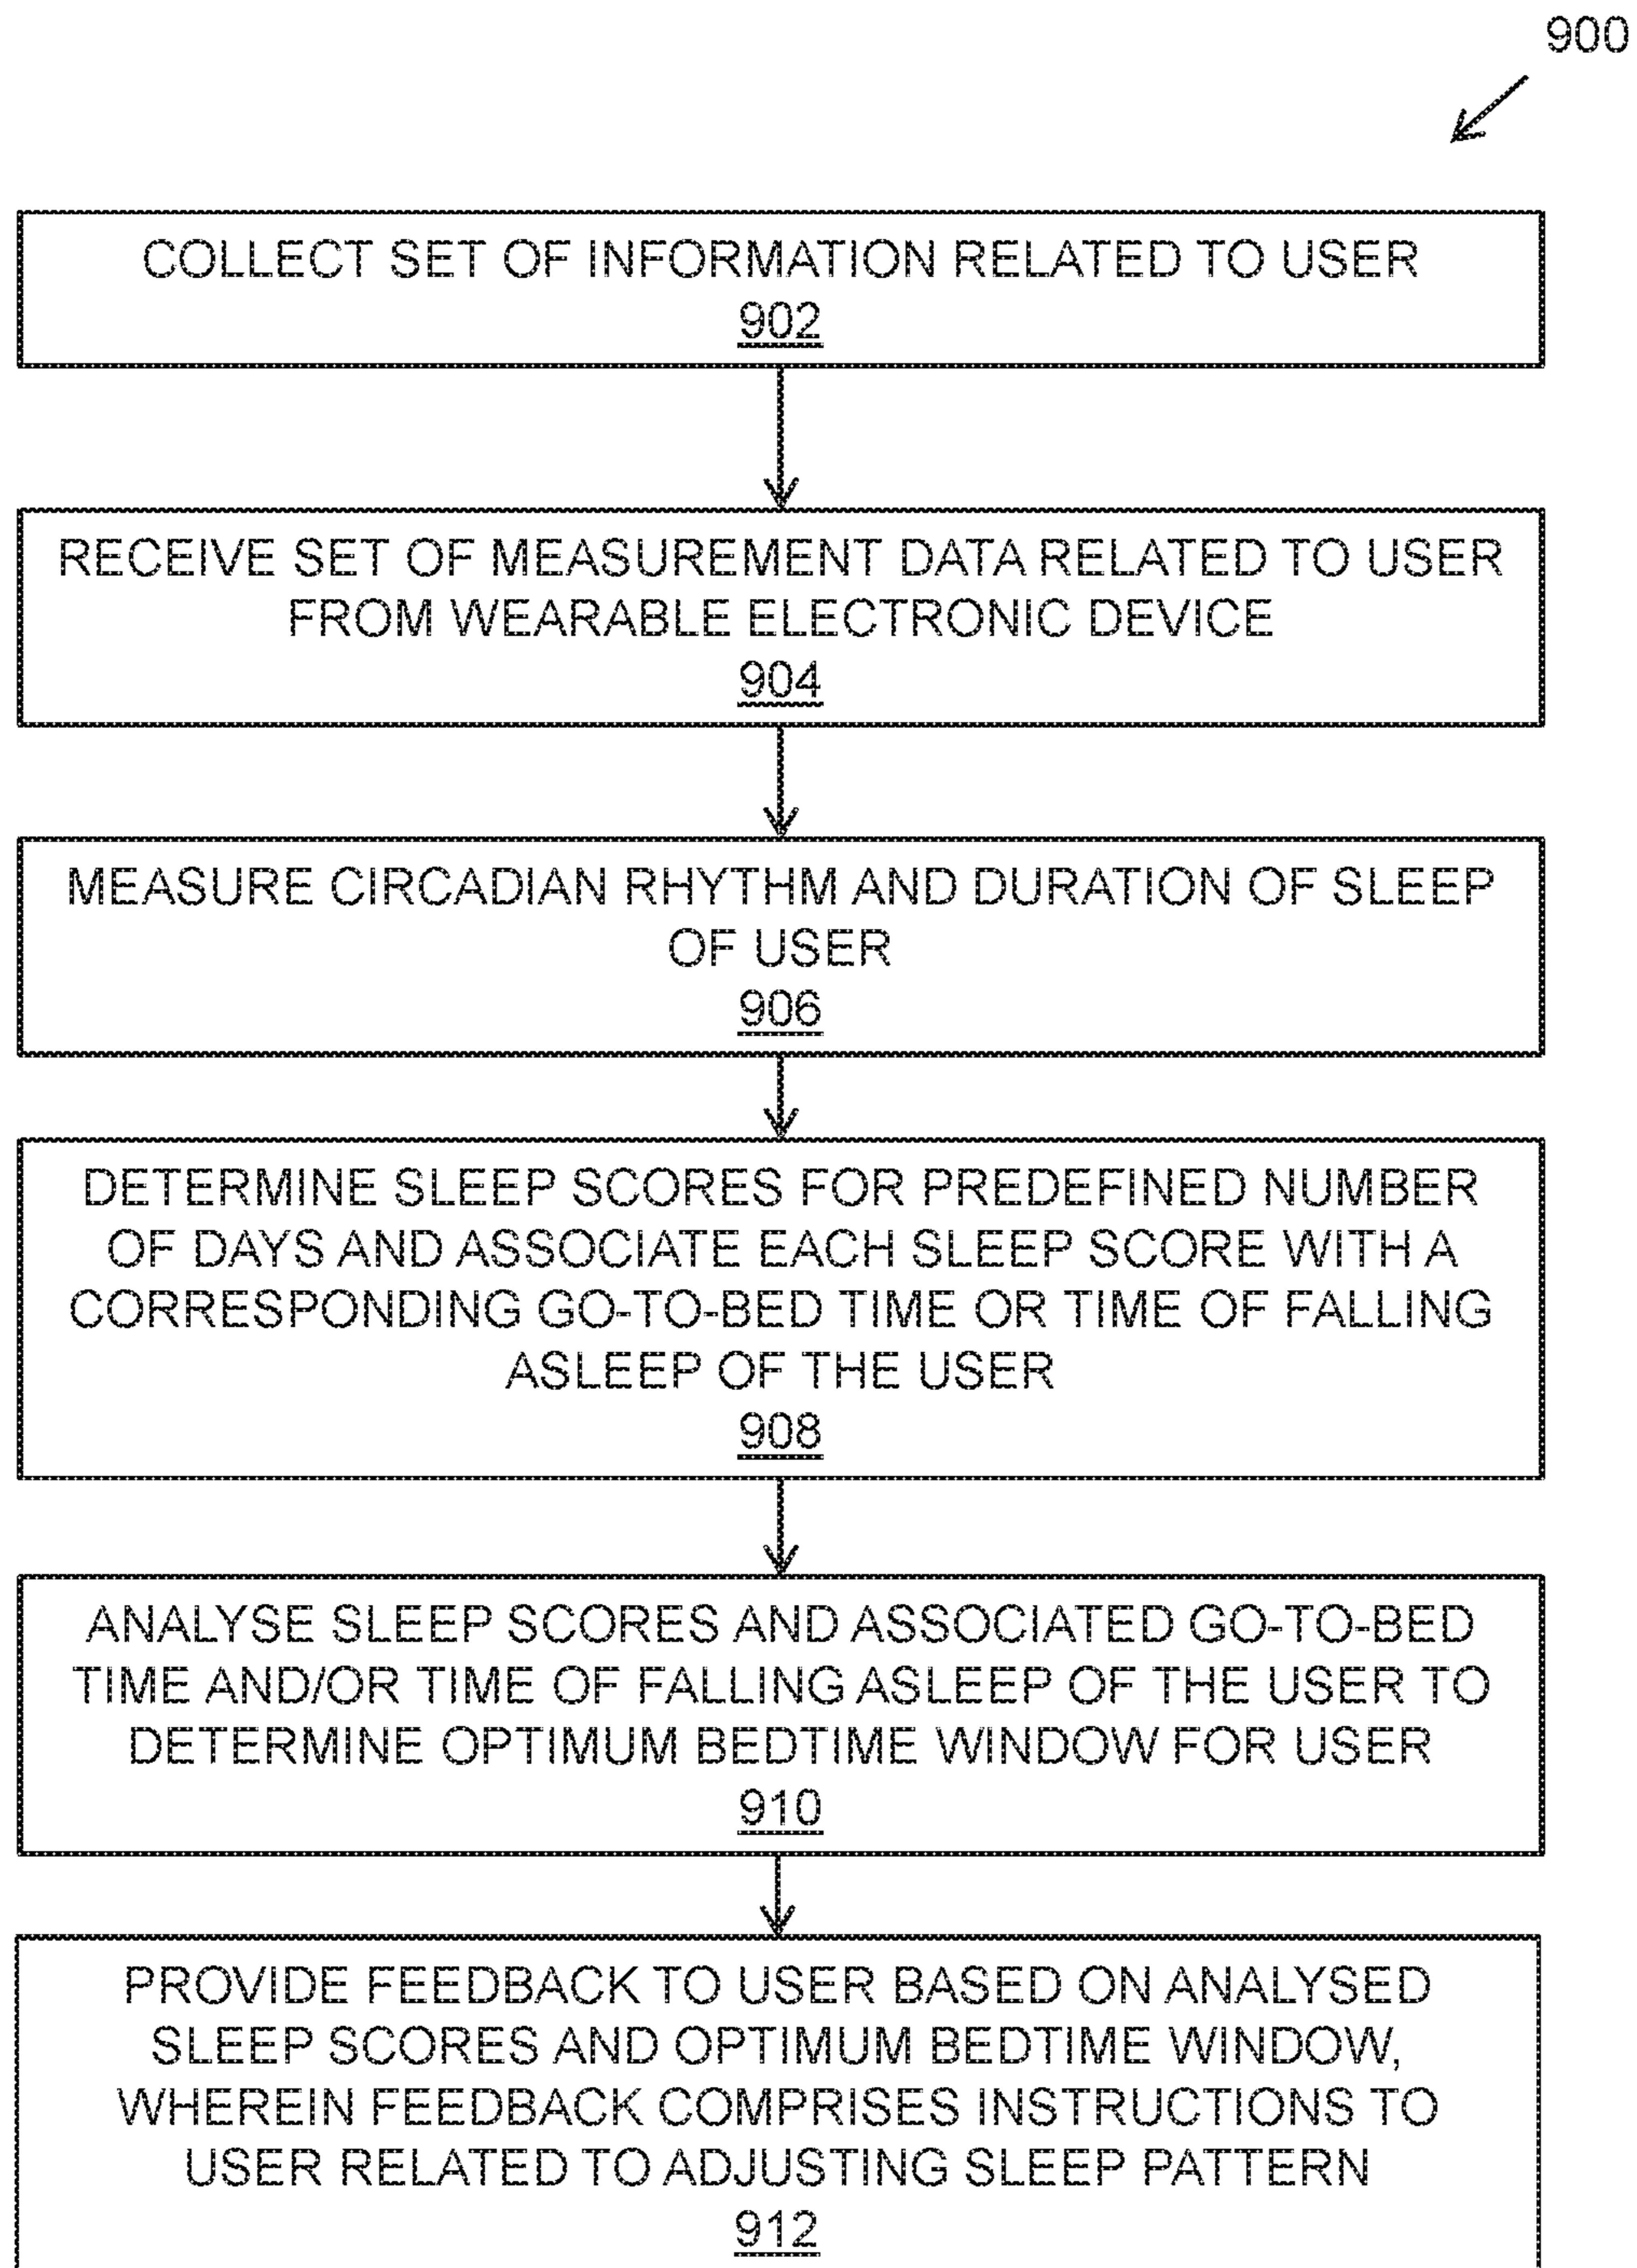 900
COLLECT SET OF INFORMATION RELATED TO USER
902
RECEIVE SET OF MEASUREMENT DATA RELATED TO USER
FROM WEARABLE ELECTRONIC DEVICE
904
MEASURE CIRCADIAN RHYTHM AND DURATION OF SLEEP
OF USER
906
DETERMINE SLEEP SCORES FOR PREDEFINED NUMBER
OF DAYS AND ASSOCIATE EACH SLEEP SCORE WITH A
CORRESPONDING GO-TO-BED TIME OR TIME OF FALLING
ASLEEP OF THE USER
908
ANALYSE SLEEP SCORES AND ASSOCIATED GO-TO-BED
TIME AND/OR TIME OF FALLING ASLEEP OF THE USER TO
DETERMINE OPTIMUM BEDTIME WINDOW FOR USER
910
PROVIDE FEEDBACK TO USER BASED ON ANALYSED
SLEEP SCORES AND OPTIMUM BEDTIME WINDOW,
WHEREIN FEEDBACK COMPRISES INSTRUCTIONS TO
USER RELATED TO ADJUSTING SLEEP PATTERN
912